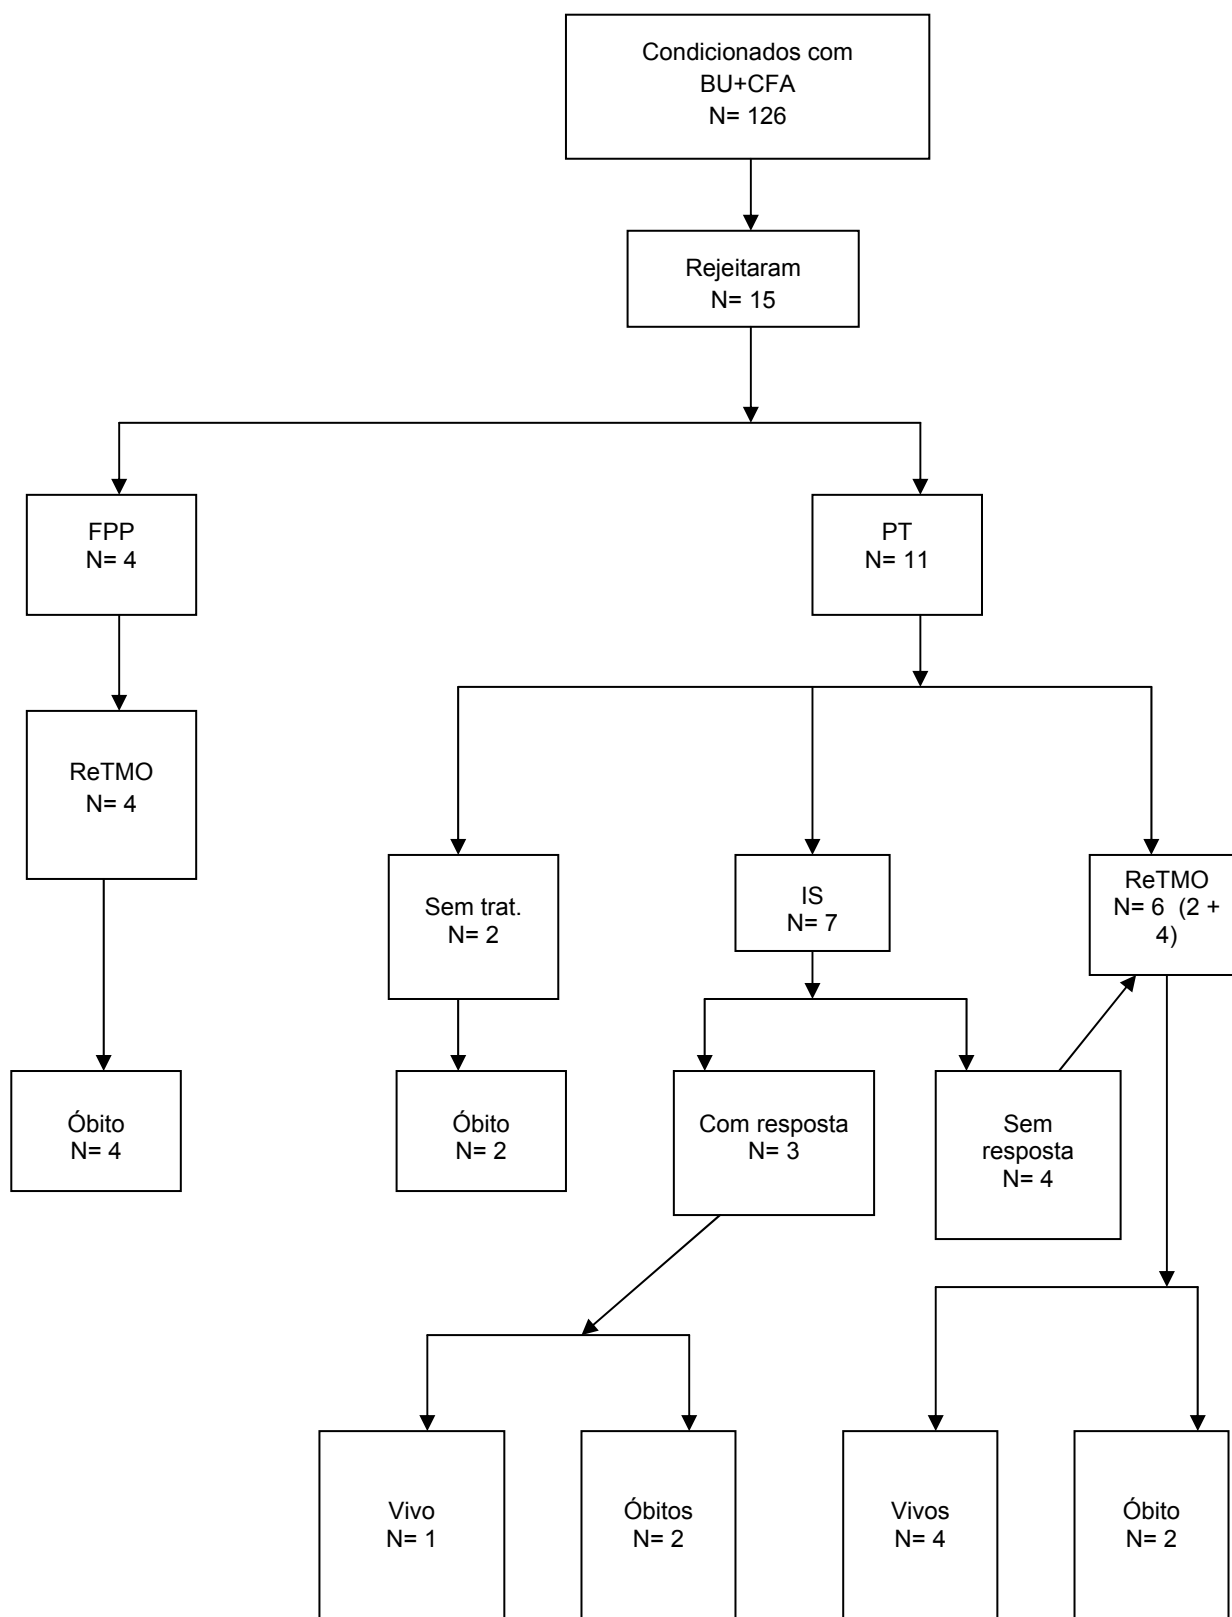 Condicionados com
BU+CFA
N= 126
Rejeitaram
N= 15
FPP
N= 4
PT
N= 11
ReTMO
N= 4
Sem trat.
N= 2
IS
N= 7
ReTMO
N= 6  (2 +
4)
Óbito
N= 4
Óbito
N= 2
Com resposta
N= 3
Sem
resposta
N= 4
Vivo
N= 1
Óbitos
N= 2
Vivos
N= 4
Óbito
N= 2